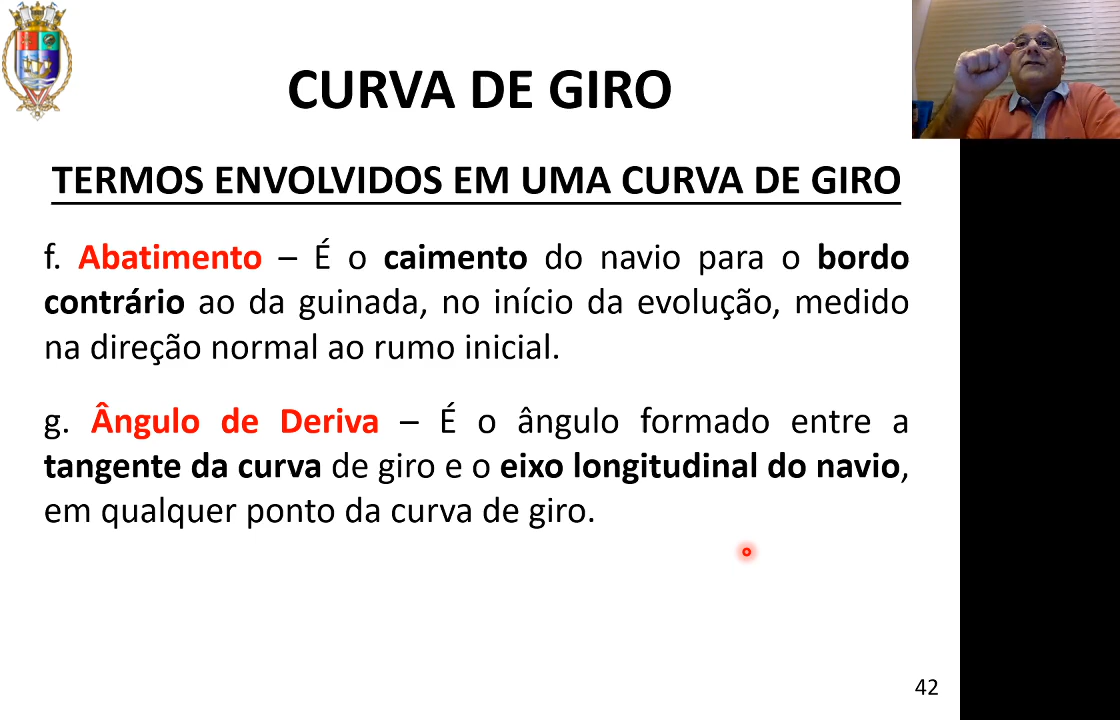 CURVA DE GIRO
TERMOS ENVOLVIDOS EM UMA CURVA DE GIRO
f. Abatimento – É o caimento do navio para o bordo
contrário ao da guinada, no início da evolução, medido
na direção normal ao rumo inicial.
g. Ângulo de Deriva – É o ângulo formado entre a
tangente da curva de giro e o eixo longitudinal do navio,
em qualquer ponto da curva de giro.
42